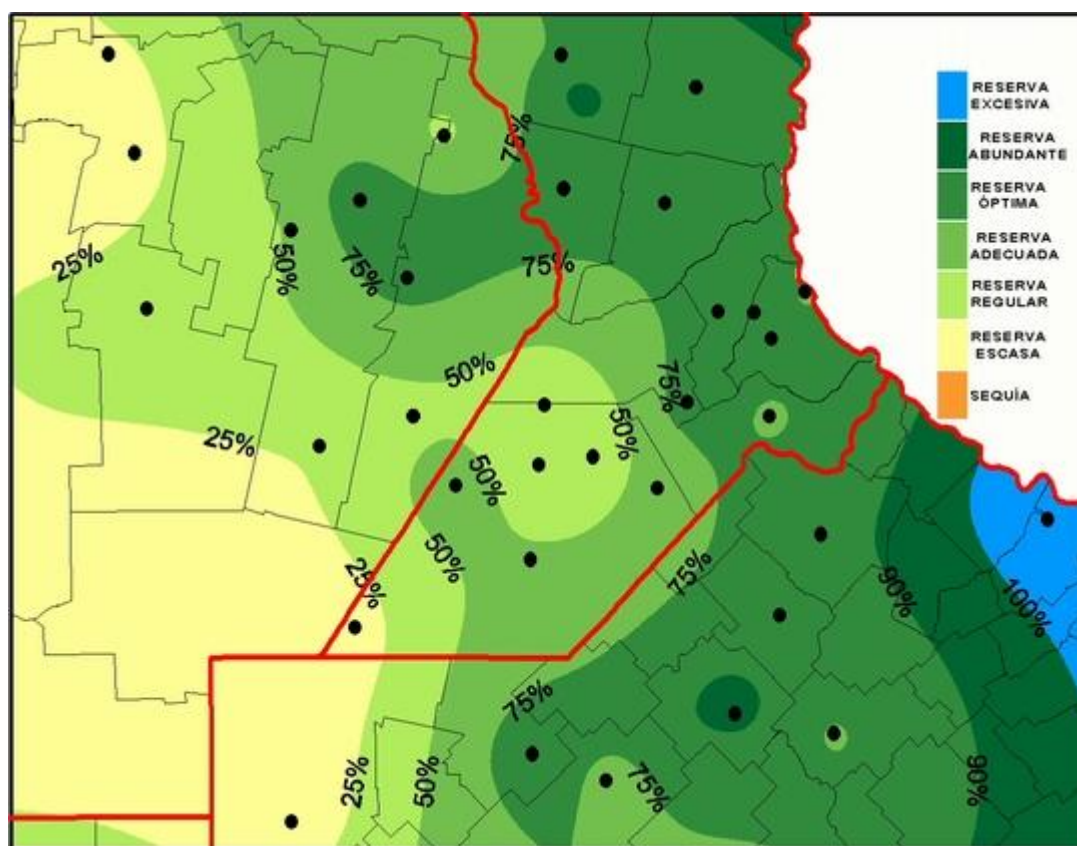 RESERVA
EXCESIVA
RESERVA
ABUNDANTE
RESERVA
ÓPTIMA
RESERVA
ADECUADA
RESERVA
REGULAR
RESERVA
ESCASA
SEQUÍA
75%
25%
50%
75%
75%
50%
75%
50%
25%
50%
50%
25%
75%
90%
100%
75%
25%
50%
75%
90%